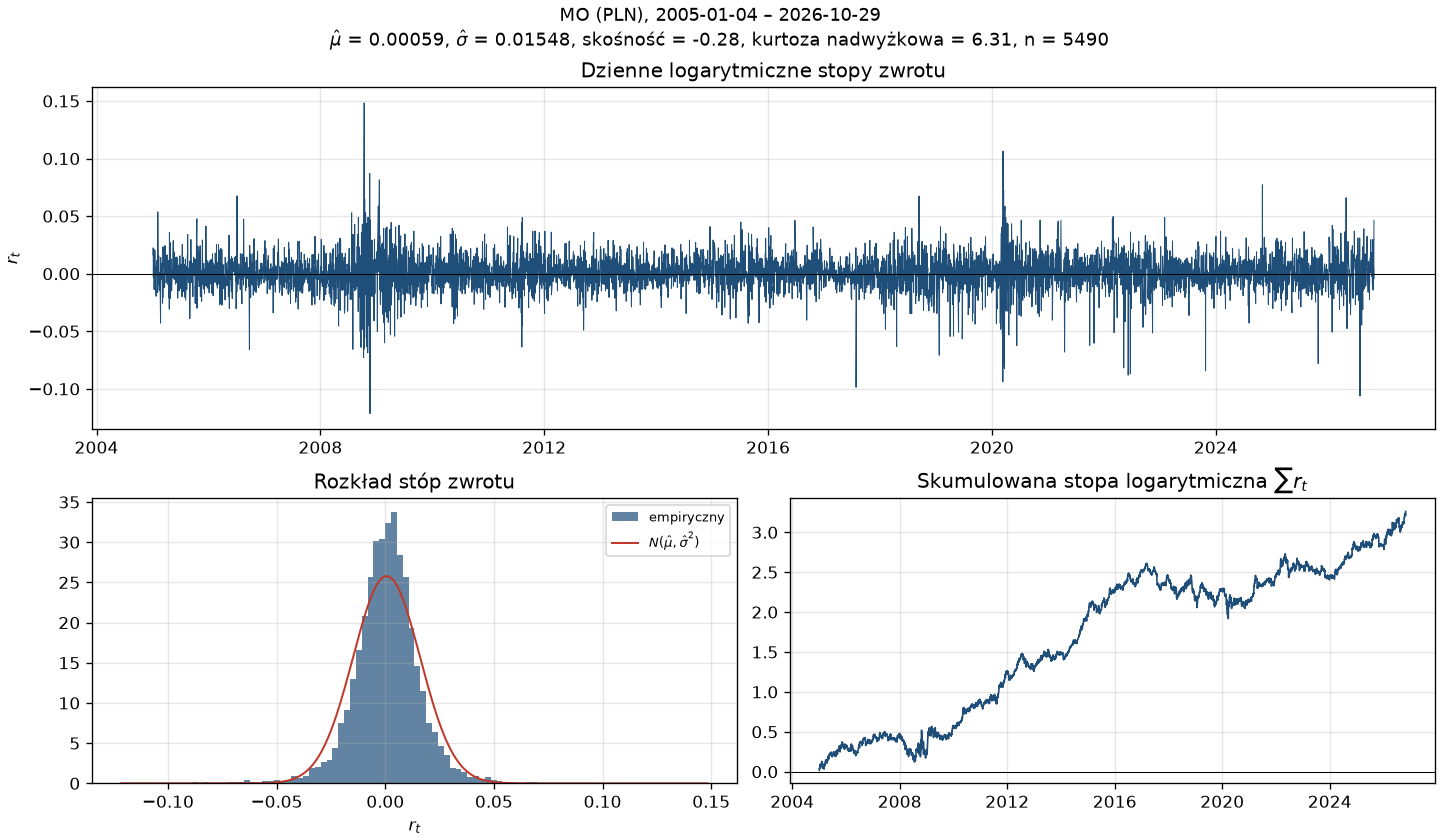 MO (PLN), 2005-01-04 – 2026-10-29
μ̂ = 0.00059, σ̂ = 0.01548, skośność = -0.28, kurtoza nadwyżkowa = 6.31, n = 5490
Dzienne logarytmiczne stopy zwrotu
0.15
0.10
0.05
0.00
−0.05
−0.10
r_t
2004 2008 2012 2016 2020 2024
Rozkład stóp zwrotu
35
30
25
20
15
10
5
0
empiryczny
N(μ̂, σ̂²)
−0.10 −0.05 0.00 0.05 0.10 0.15
r_t
Skumulowana stopa logarytmiczna ∑r_t
3.0
2.5
2.0
1.5
1.0
0.5
0.0
2004 2008 2012 2016 2020 2024